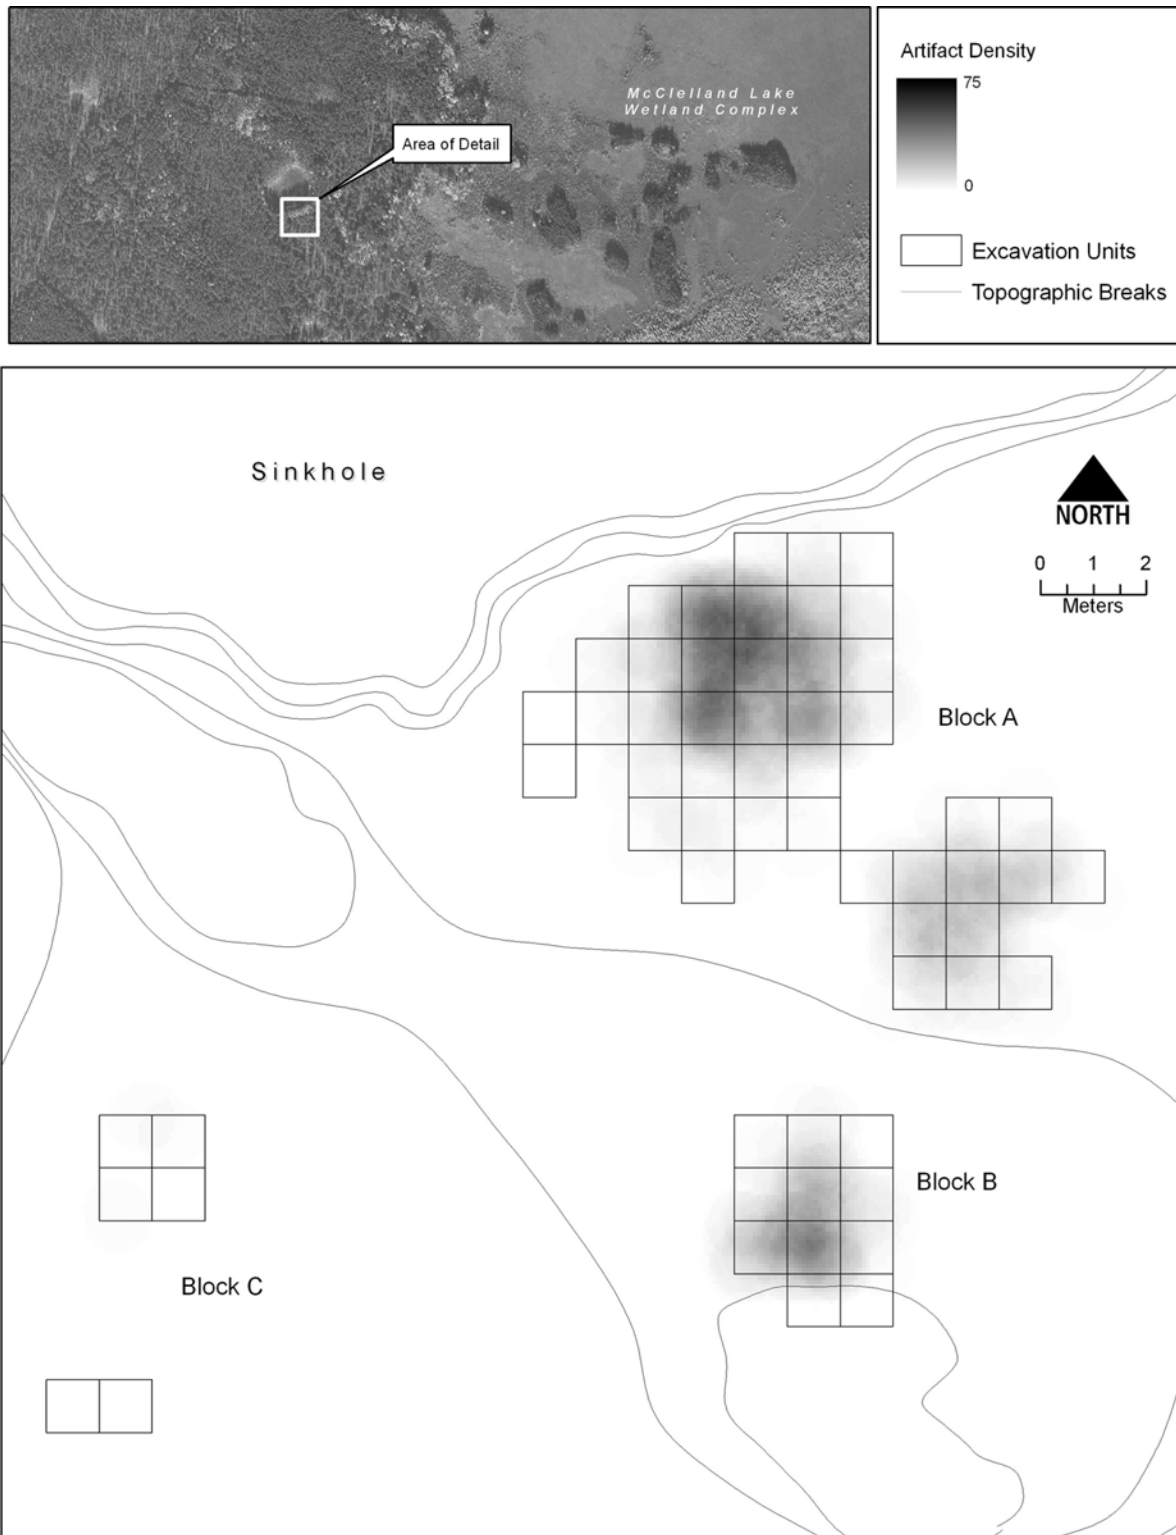 McClelland Lake
Wetland Complex
Area of Detail
Artifact Density
75
0
Excavation Units
Topographic Breaks
Sinkhole
NORTH
0 1 2
Meters
Block A
Block B
Block C